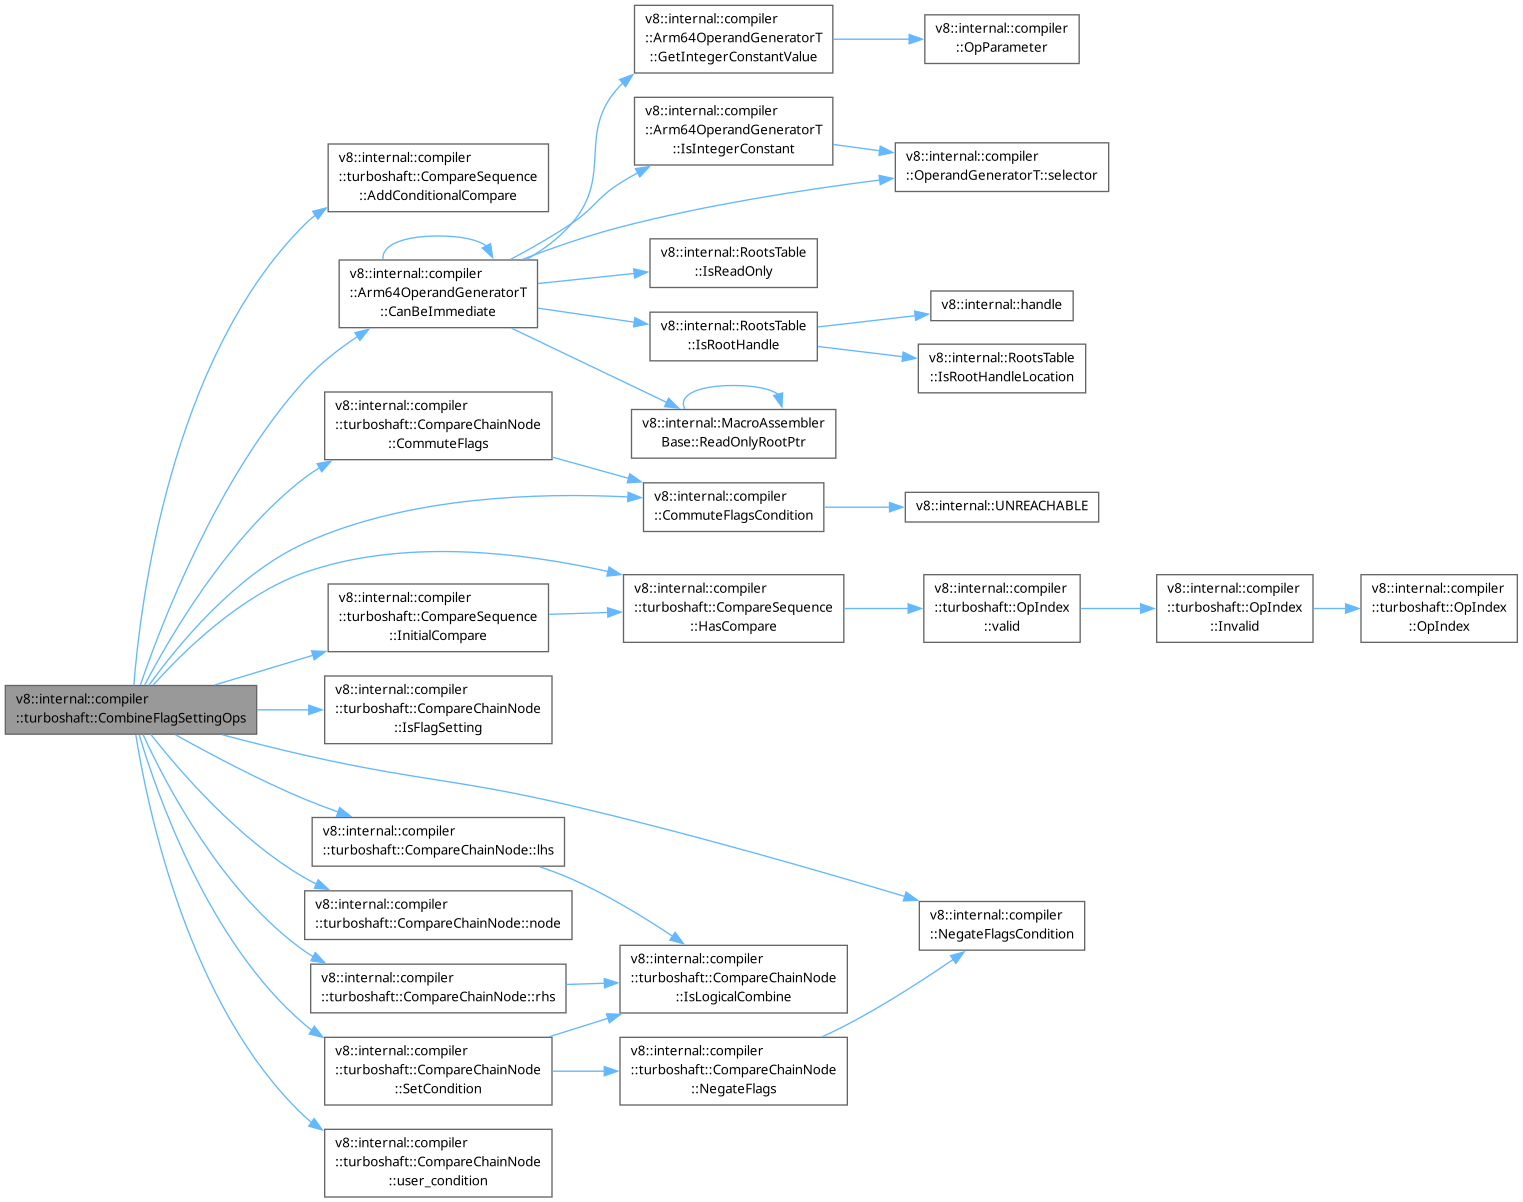 v8::internal::compiler
::turboshaft::CombineFlagSettingOps
v8::internal::compiler
::turboshaft::CompareSequence
::AddConditionalCompare
v8::internal::compiler
::Arm64OperandGeneratorT
::CanBeImmediate
v8::internal::compiler
::Arm64OperandGeneratorT
::GetIntegerConstantValue
v8::internal::compiler
::OpParameter
v8::internal::compiler
::Arm64OperandGeneratorT
::IsIntegerConstant
v8::internal::compiler
::OperandGeneratorT::selector
v8::internal::RootsTable
::IsReadOnly
v8::internal::RootsTable
::IsRootHandle
v8::internal::handle
v8::internal::RootsTable
::IsRootHandleLocation
v8::internal::MacroAssembler
Base::ReadOnlyRootPtr
v8::internal::compiler
::turboshaft::CompareChainNode
::CommuteFlags
v8::internal::compiler
::CommuteFlagsCondition
v8::internal::UNREACHABLE
v8::internal::compiler
::turboshaft::CompareSequence
::InitialCompare
v8::internal::compiler
::turboshaft::CompareSequence
::HasCompare
v8::internal::compiler
::turboshaft::OpIndex
::valid
v8::internal::compiler
::turboshaft::OpIndex
::Invalid
v8::internal::compiler
::turboshaft::OpIndex
::OpIndex
v8::internal::compiler
::turboshaft::CompareChainNode
::IsFlagSetting
v8::internal::compiler
::turboshaft::CompareChainNode::lhs
v8::internal::compiler
::turboshaft::CompareChainNode::node
v8::internal::compiler
::NegateFlagsCondition
v8::internal::compiler
::turboshaft::CompareChainNode::rhs
v8::internal::compiler
::turboshaft::CompareChainNode
::IsLogicalCombine
v8::internal::compiler
::turboshaft::CompareChainNode
::SetCondition
v8::internal::compiler
::turboshaft::CompareChainNode
::NegateFlags
v8::internal::compiler
::turboshaft::CompareChainNode
::user_condition